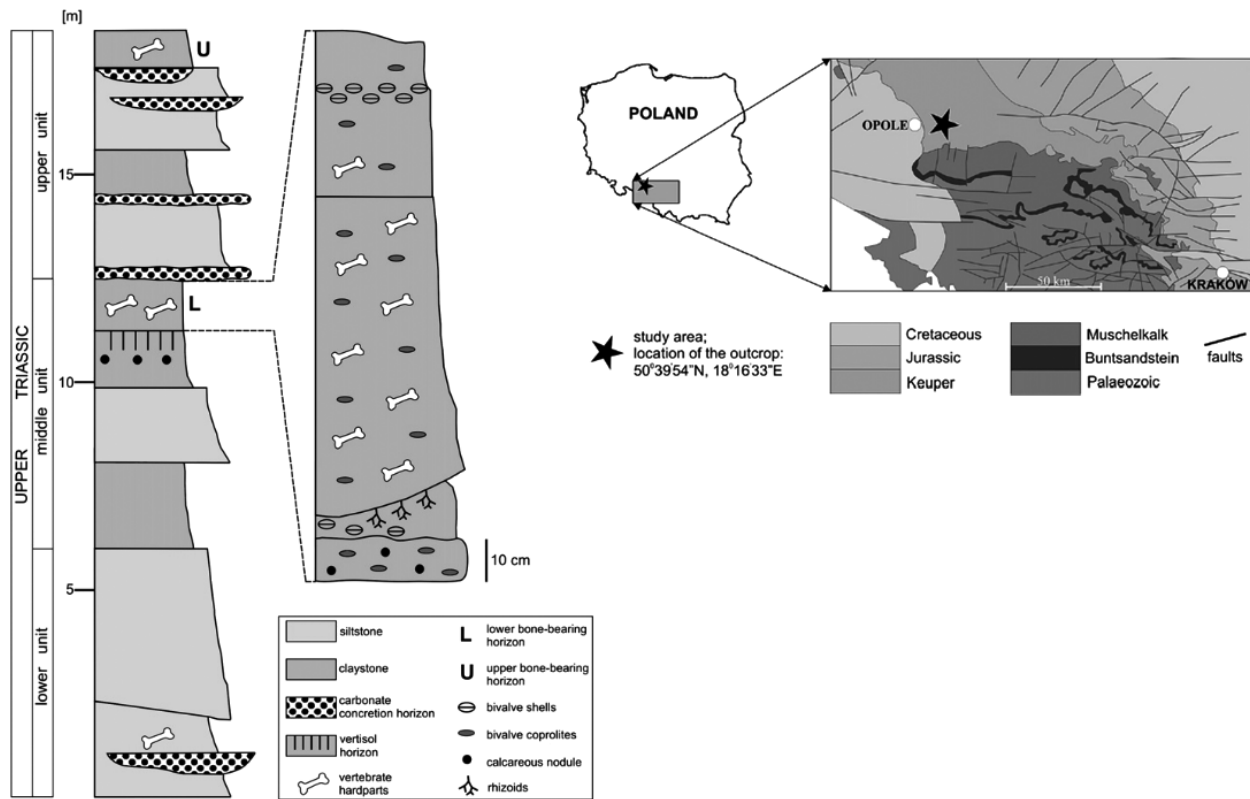 [m]
UPPER TRIASSIC
upper unit
middle unit
lower unit
15
10
5
U
L
10 cm
siltstone
claystone
carbonate
concretion horizon
vertisol
horizon
vertebrate
hardparts
L
lower bone-bearing
horizon
U
upper bone-bearing
horizon
bivalve shells
bivalve coprolites
calcareous nodule
rhizoids
POLAND
OPOLE
50 km
KRAKÓW
study area;
location of the outcrop:
50°39'54"N, 18°16'33"E
Cretaceous
Jurassic
Keuper
Muschelkalk
Buntsandstein
Palaeozoic
faults